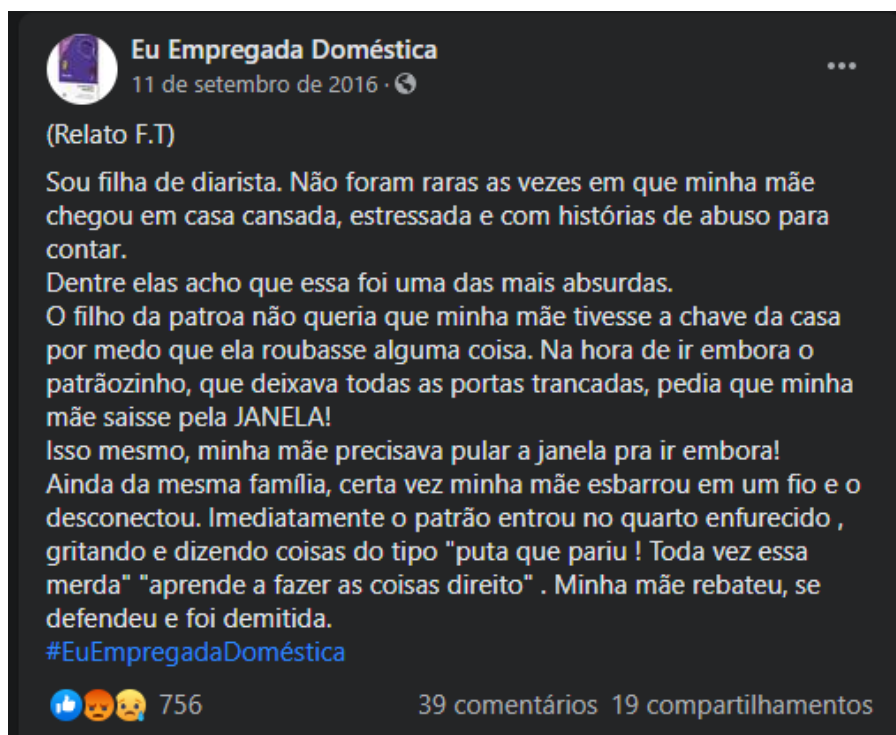 Eu Empregada Doméstica
11 de setembro de 2016 ·
(Relato F.T)
Sou filha de diarista. Não foram raras as vezes em que minha mãe
chegou em casa cansada, estressada e com histórias de abuso para
contar.
Dentre elas acho que essa foi uma das mais absurdas.
O filho da patroa não queria que minha mãe tivesse a chave da casa
por medo que ela roubasse alguma coisa. Na hora de ir embora o
patrãozinho, que deixava todas as portas trancadas, pedia que minha
mãe saisse pela JANELA!
Isso mesmo, minha mãe precisava pular a janela pra ir embora!
Ainda da mesma família, certa vez minha mãe esbarrou em um fio e o
desconectou. Imediatamente o patrão entrou no quarto enfurecido ,
gritando e dizendo coisas do tipo "puta que pariu ! Toda vez essa
merda" "aprende a fazer as coisas direito" . Minha mãe rebateu, se
defendeu e foi demitida.
#EuEmpregadaDoméstica
756 39 comentários 19 compartilhamentos